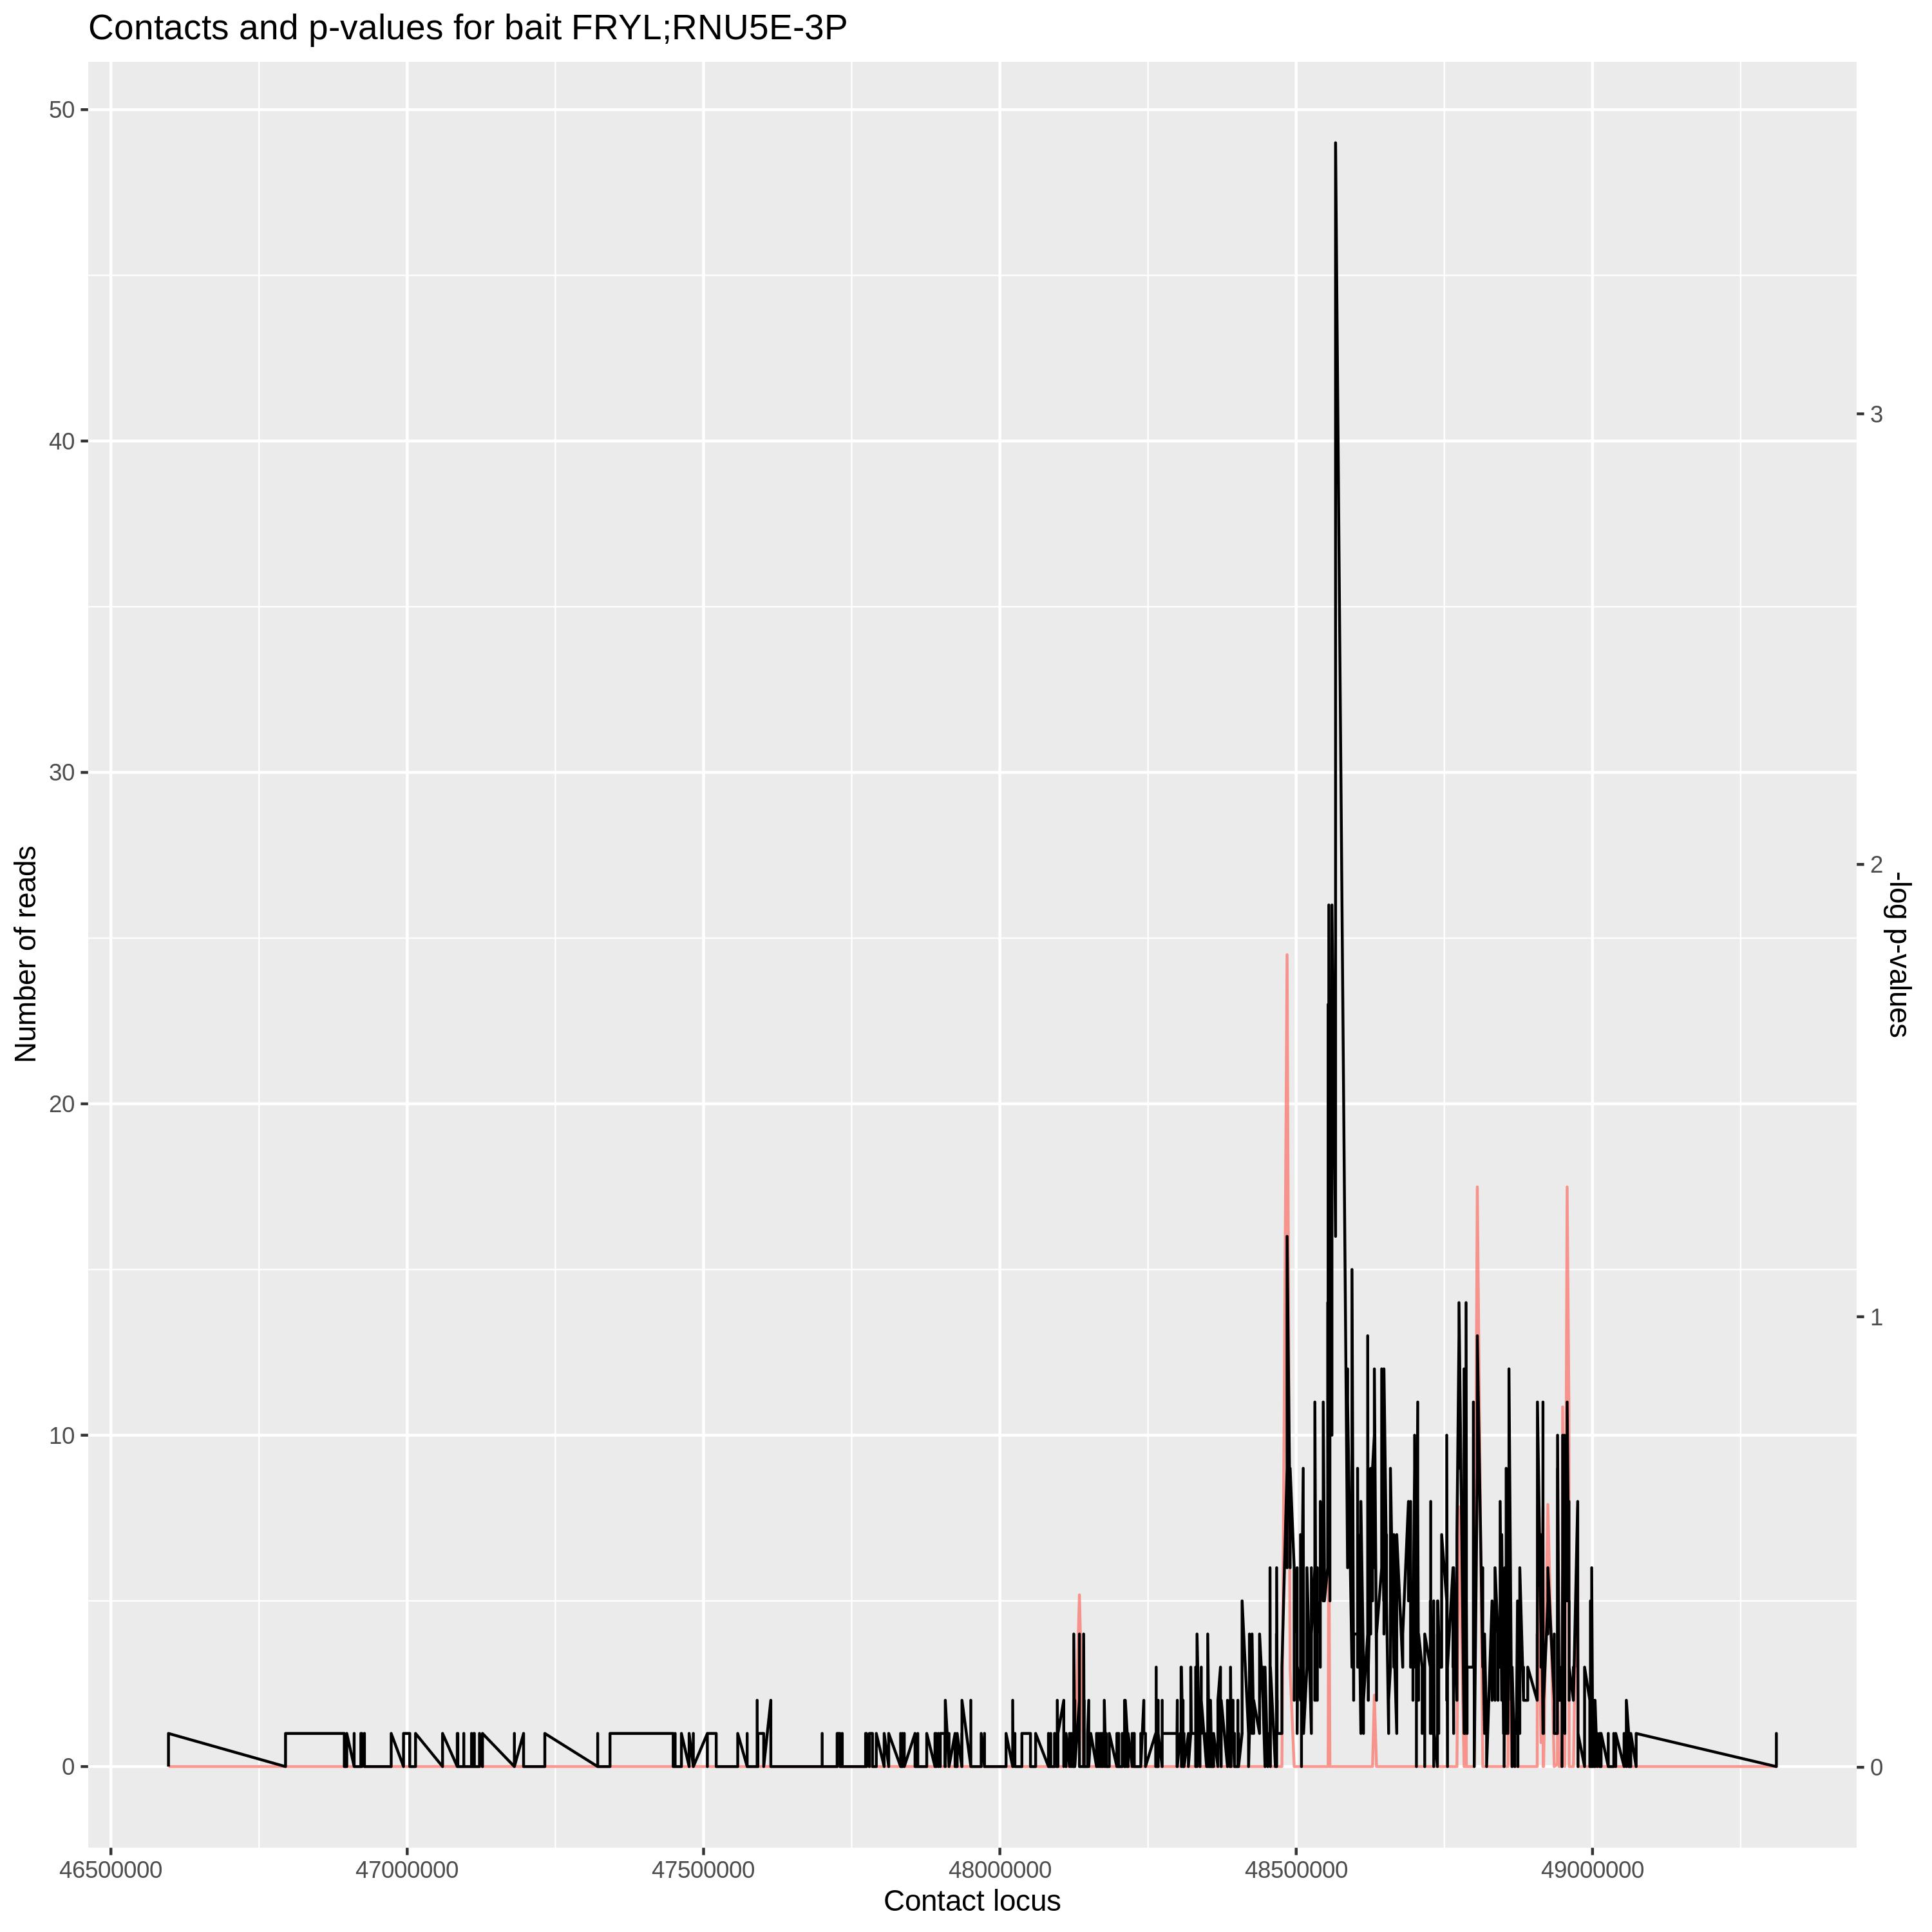 Contacts and p-values for bait FRYL;RNU5E-3P
50
40
30
20
10
0
Number of reads
3
2
1
0
-log p-values
46500000 47000000 47500000 48000000 48500000 49000000
Contact locus